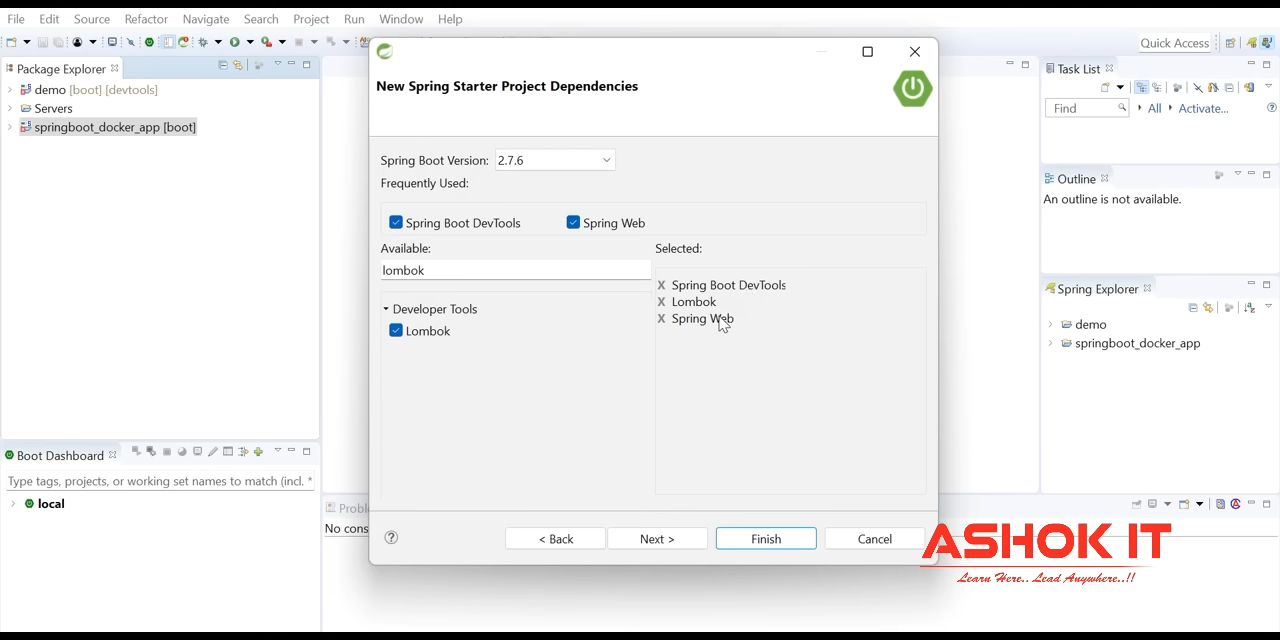 File Edit Source Refactor Navigate Search Project Run Window Help
Quick Access
Package Explorer
demo [boot] [devtools]
Servers
springboot_docker_app [boot]
Boot Dashboard
Type tags, projects, or working set names to match (incl. *
local
New Spring Starter Project Dependencies
Spring Boot Version: 2.7.6
Frequently Used:
Spring Boot DevTools Spring Web
Available: Selected:
lombok
Developer Tools
Lombok
X Spring Boot DevTools
X Lombok
X Spring Web
< Back Next > Finish Cancel
Proble
No cons
Task List
Find All Activate...
Outline
An outline is not available.
Spring Explorer
demo
springboot_docker_app
ASHOK IT
Learn Here.. Lead Anywhere..!!